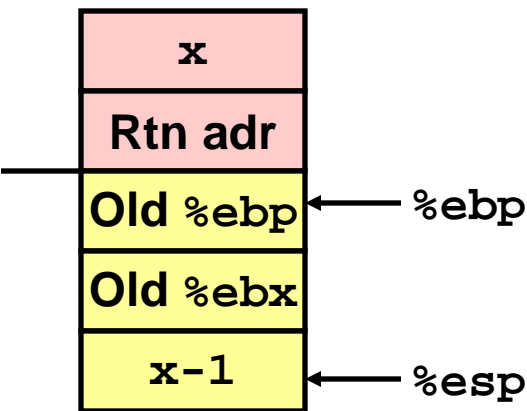 x
Rtn adr
Old %ebp %ebp
Old %ebx
x-1 %esp